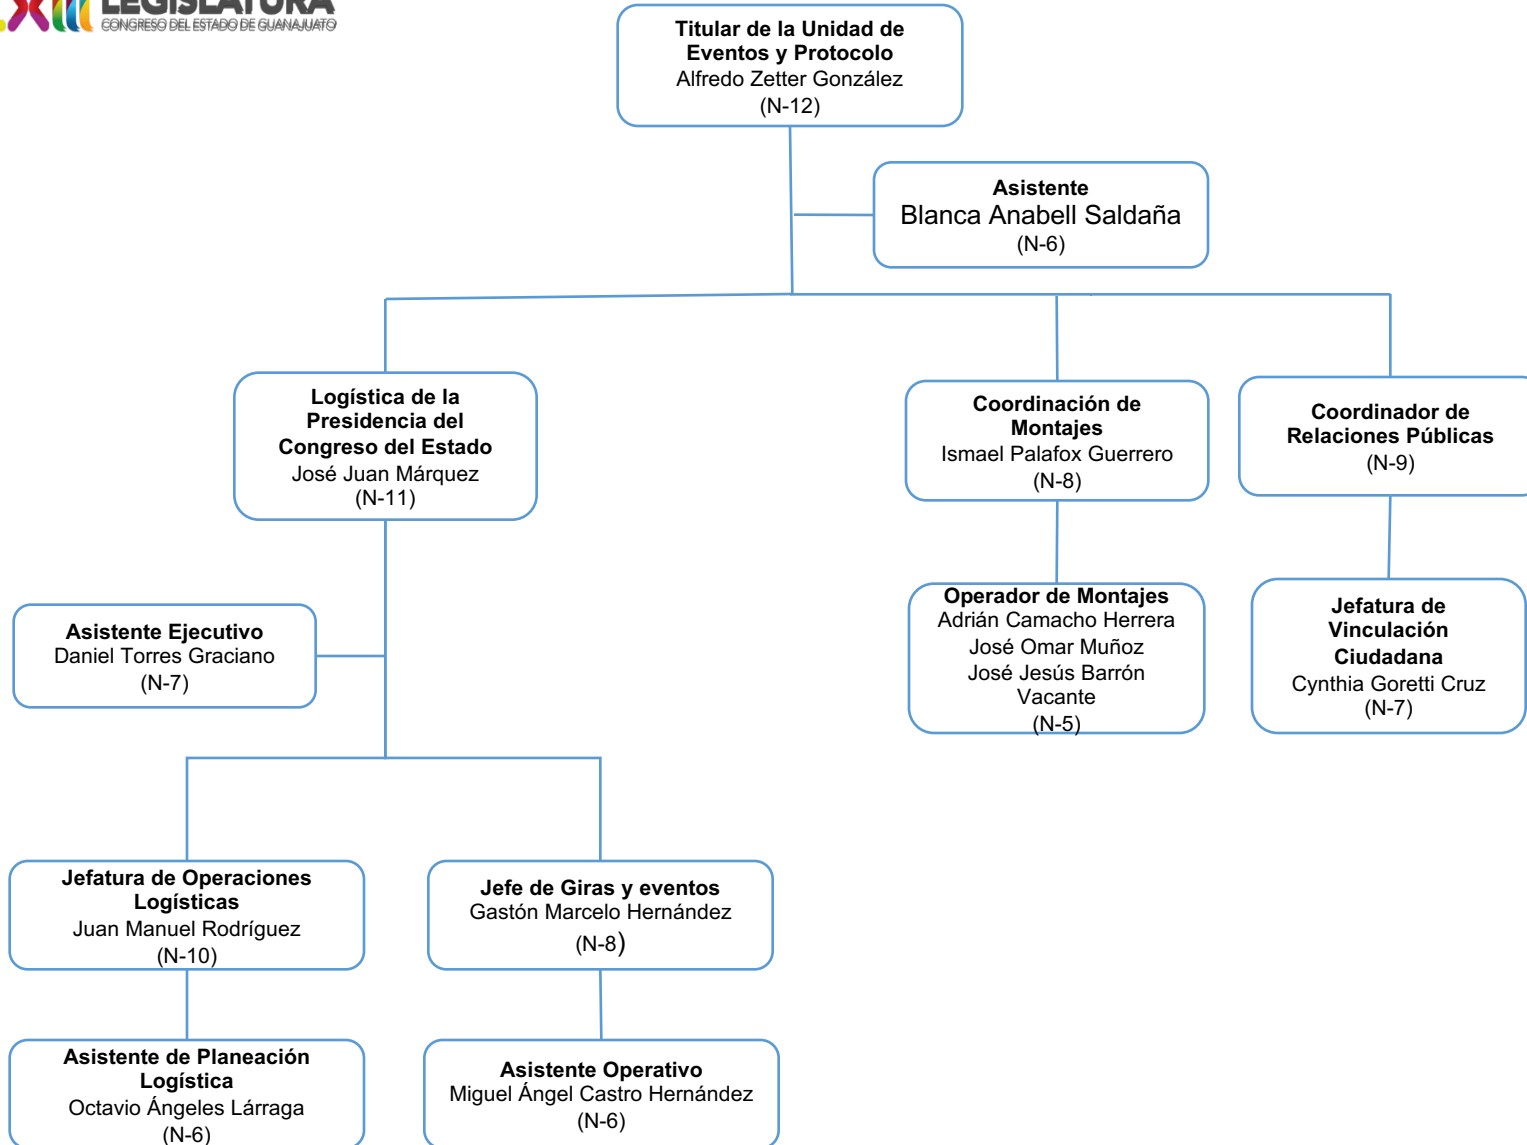 LEGISLATURA
CONGRESO DEL ESTADO DE GUANAJUATO
Titular de la Unidad de
Eventos y Protocolo
Alfredo Zetter González
(N-12)
Asistente
Blanca Anabell Saldaña
(N-6)
Logística de la
Presidencia del
Congreso del Estado
José Juan Márquez
(N-11)
Coordinación de
Montajes
Ismael Palafox Guerrero
(N-8)
Coordinador de
Relaciones Públicas
(N-9)
Asistente Ejecutivo
Daniel Torres Graciano
(N-7)
Operador de Montajes
Adrián Camacho Herrera
José Omar Muñoz
José Jesús Barrón
Vacante
(N-5)
Jefatura de
Vinculación
Ciudadana
Cynthia Goretti Cruz
(N-7)
Jefatura de Operaciones
Logísticas
Juan Manuel Rodríguez
(N-10)
Jefe de Giras y eventos
Gastón Marcelo Hernández
(N-8)
Asistente de Planeación
Logística
Octavio Ángeles Lárraga
(N-6)
Asistente Operativo
Miguel Ángel Castro Hernández
(N-6)